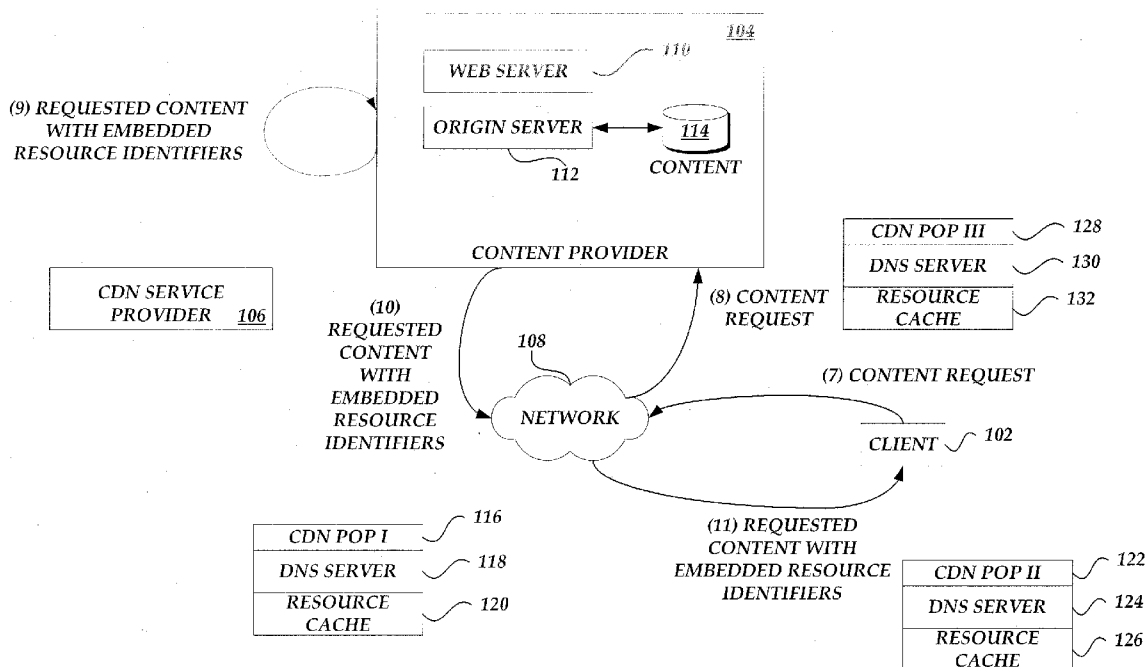 104
WEB SERVER
110
ORIGIN SERVER
112
114
CONTENT
CONTENT PROVIDER
(9) REQUESTED CONTENT
WITH EMBEDDED
RESOURCE IDENTIFIERS
CDN SERVICE
PROVIDER 106
(10)
REQUESTED
CONTENT
WITH
EMBEDDED
RESOURCE
IDENTIFIERS
(8) CONTENT
REQUEST
CDN POP III
128
DNS SERVER
130
RESOURCE
CACHE
132
108
NETWORK
(7) CONTENT REQUEST
CLIENT
102
(11) REQUESTED
CONTENT WITH
EMBEDDED RESOURCE
IDENTIFIERS
CDN POP I
116
DNS SERVER
118
RESOURCE
CACHE
120
CDN POP II
122
DNS SERVER
124
RESOURCE
CACHE
126